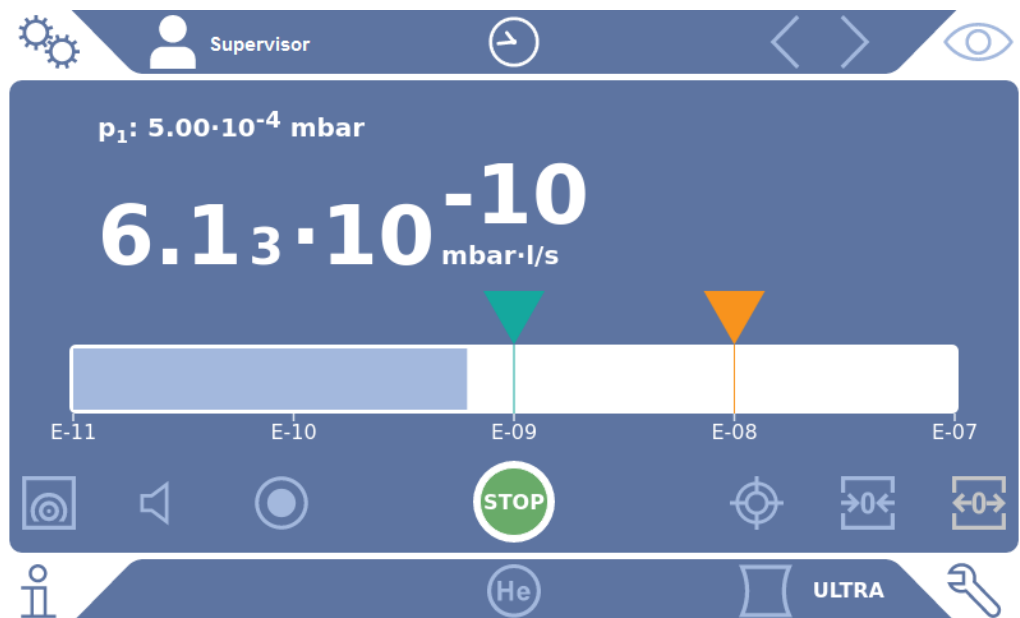 Supervisor
p₁: 5.00·10⁻⁴ mbar
6.13·10⁻¹⁰ mbar·l/s
E-11 E-10 E-09 E-08 E-07
STOP →0← ←0→
He ULTRA